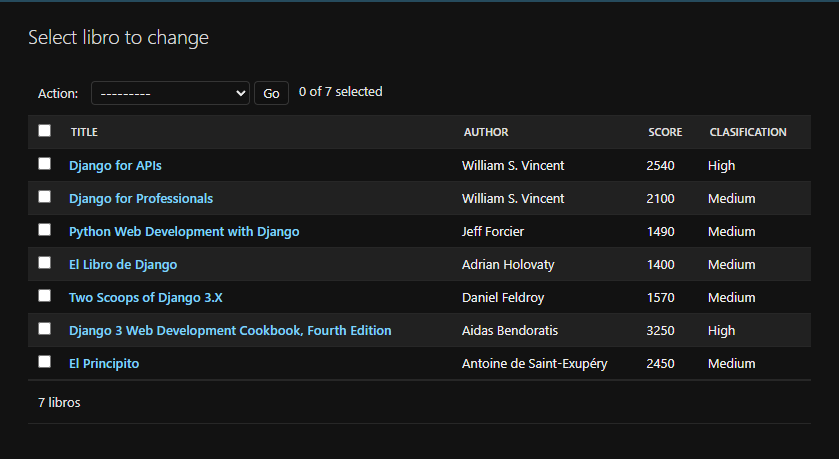 Select libro to change
Action: --------- Go 0 of 7 selected
TITLE AUTHOR SCORE CLASIFICATION
Django for APIs William S. Vincent 2540 High
Django for Professionals William S. Vincent 2100 Medium
Python Web Development with Django Jeff Forcier 1490 Medium
El Libro de Django Adrian Holovaty 1400 Medium
Two Scoops of Django 3.X Daniel Feldroy 1570 Medium
Django 3 Web Development Cookbook, Fourth Edition Aidas Bendoratis 3250 High
El Principito Antoine de Saint-Exupéry 2450 Medium
7 libros